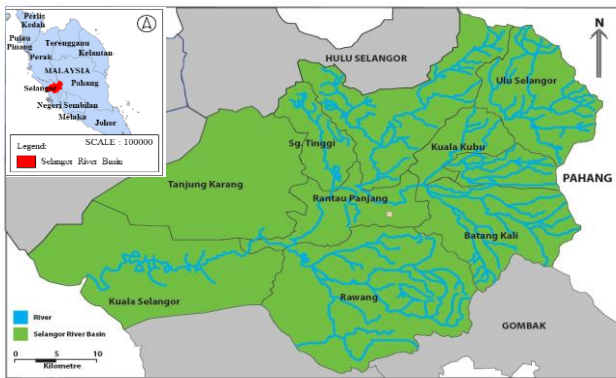 Perlis
Kedah
Pulau
Pinang
Terengganu
Kelantan
Perak
MALAYSIA
Pahang
Selangor
Negeri Sembilan
Melaka
Johor
A
Legend:
SCALE : 100000
Selangor River Basin
N
HULU SELANGOR
Ulu Selangor
Sg. Tinggi
Kuala Kubu
PAHANG
Tanjung Karang
Rantau Panjang
Batang Kali
Kuala Selangor
Rawang
GOMBAK
River
Selangor River Basin
0 5 10
Kilometre